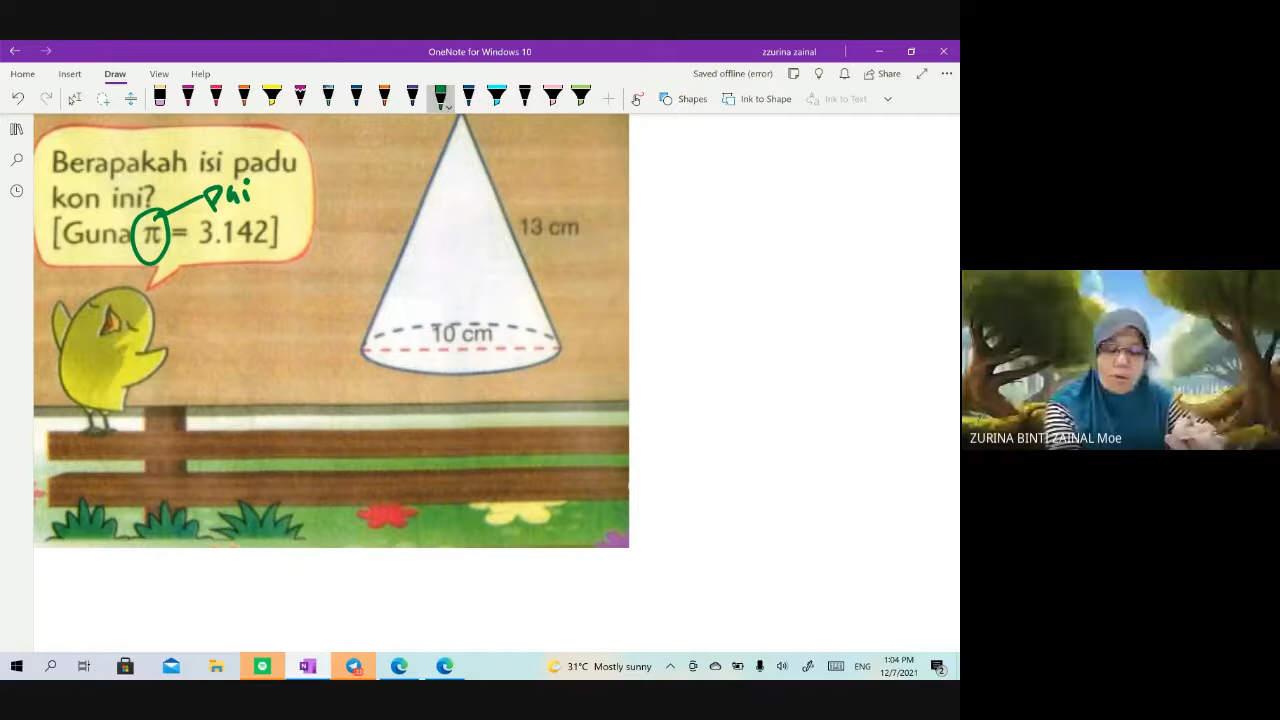 OneNote for Windows 10
zzurina zainal
Home Insert Draw View Help
Saved offline (error)
Share
Shapes
Ink to Shape
Ink to Text
Berapakah isi padu
kon ini?
pai
[Guna π = 3.142]
13 cm
10 cm
ZURINA BINTI ZAINAL Moe
31°C Mostly sunny
ENG
1:04 PM
12/7/2021
2